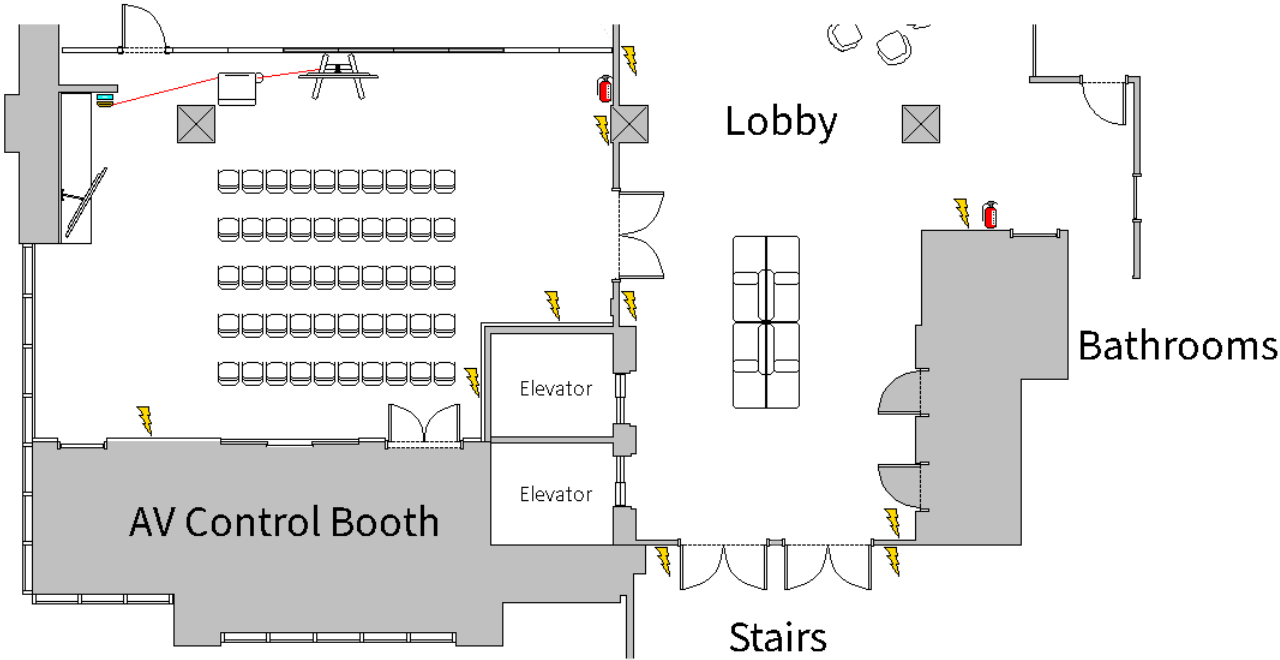 Lobby
Bathrooms
Elevator
Elevator
AV Control Booth
Stairs